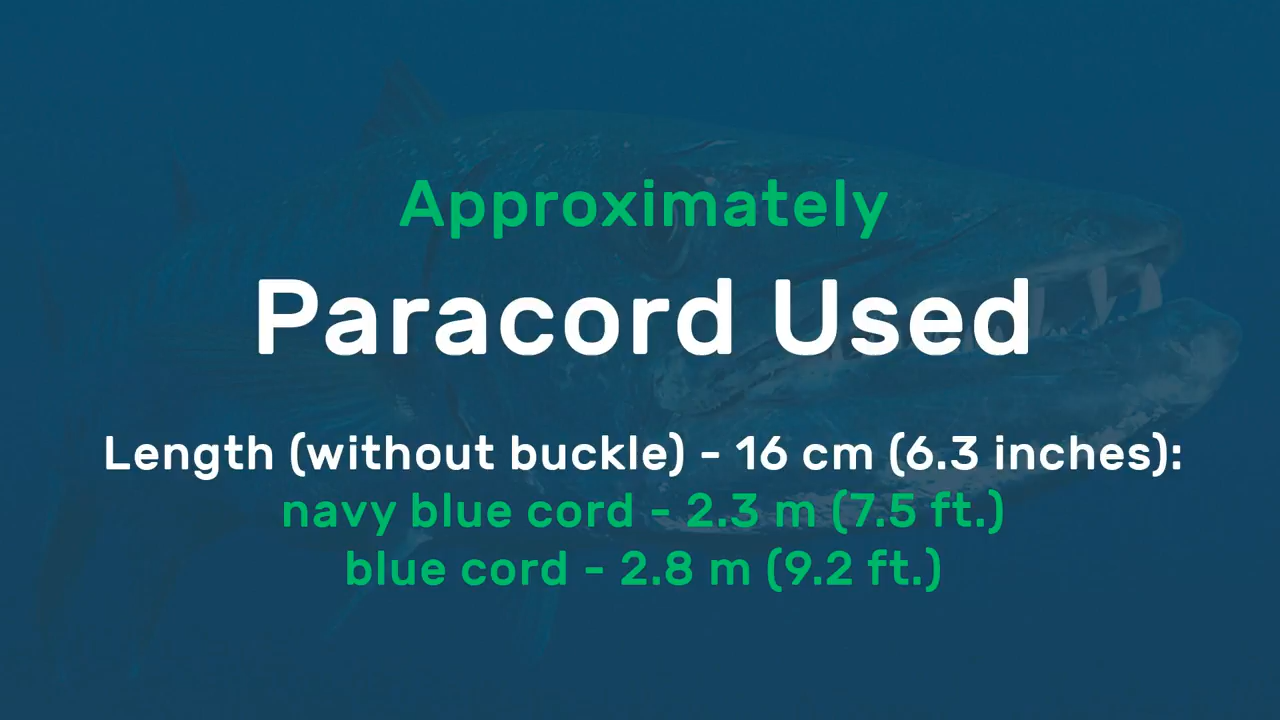 Approximately
Paracord Used
Length (without buckle) - 16 cm (6.3 inches):
navy blue cord - 2.3 m (7.5 ft.)
blue cord - 2.8 m (9.2 ft.)